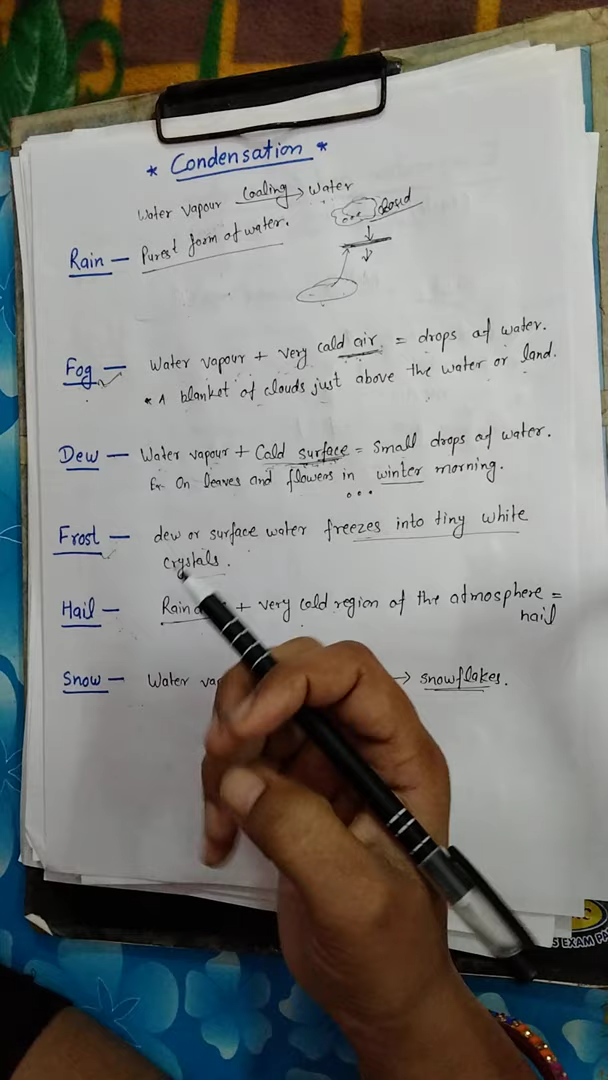 * Condensation *
Water Vapour Cooling → Water
cloud
Rain — Purest form of water.
Fog — Water vapour + very cold air = drops of water.
* A blanket of clouds just above the water or land.
Dew — Water vapour + Cold surface = Small drops of water.
Ex On leaves and flowers in winter morning.
Frost — dew or surface water freezes into tiny white
crystals.
Hail — Rain + very cold region of the atmosphere =
hail
Snow — Water → snowflakes.
EXAM